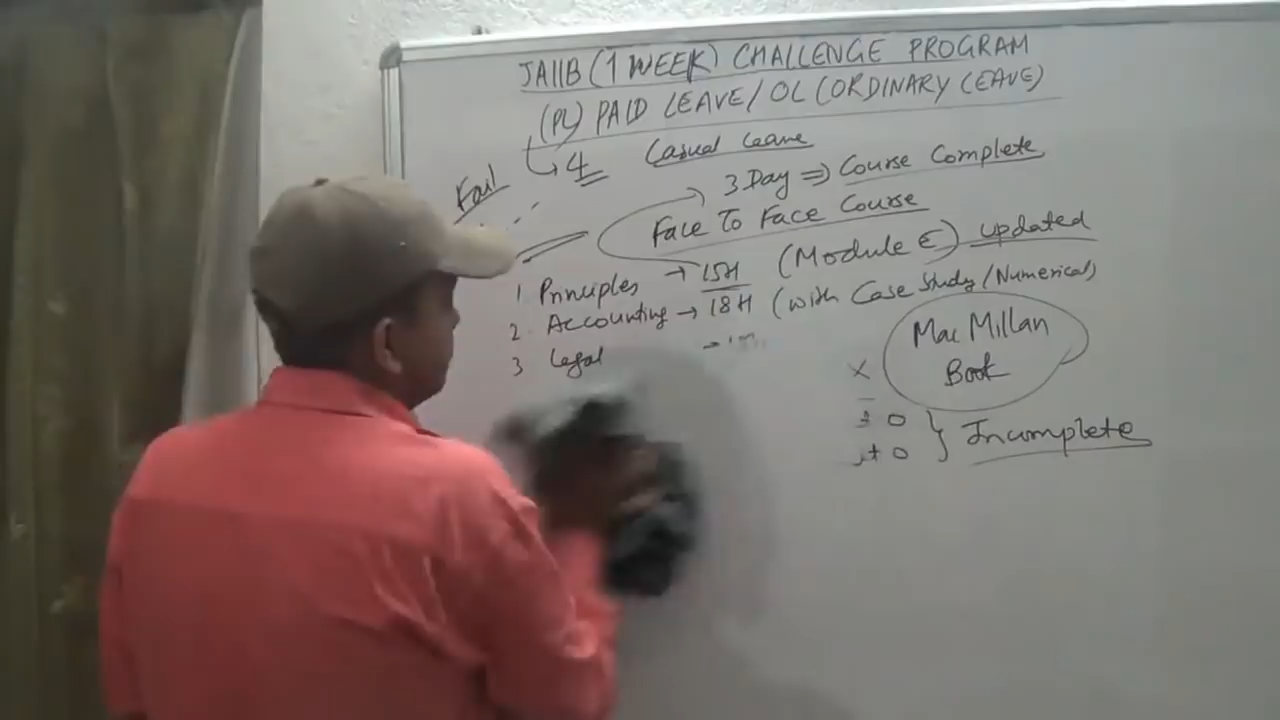 JAIIB (1 WEEK) CHALLENGE PROGRAM
(PL) PAID LEAVE/OL (ORDINARY LEAVE)
4 Casual leave
Fail
3 Day ⇒ Course Complete
Face To Face Course
1 Principles → 15H (Module E) updated
2. Accounting → 18H (with Case Study/Numerical)
3 legal
MacMillan
Book
X
} Incomplete